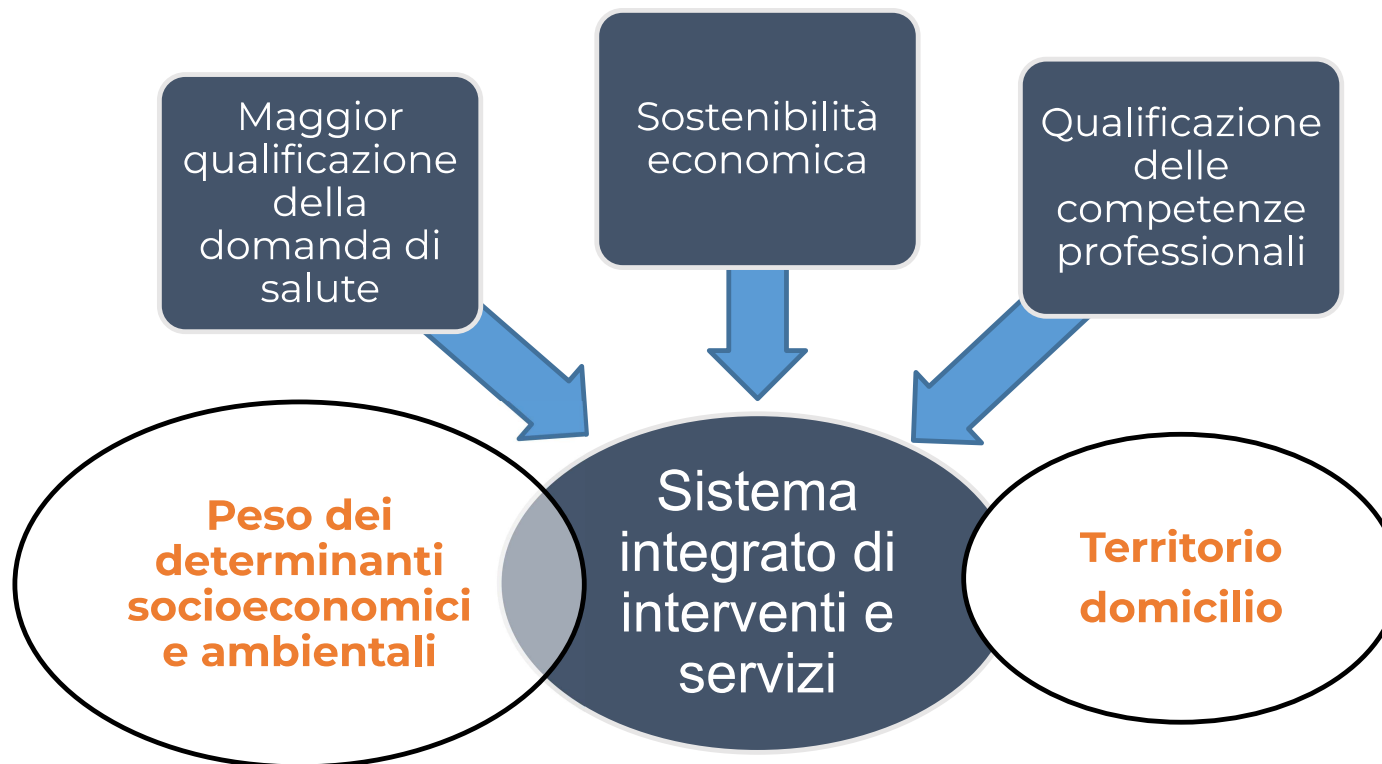 Maggior
qualificazione
della
domanda di
salute
Sostenibilità
economica
Qualificazione
delle
competenze
professionali
Peso dei
determinanti
socioeconomici
e ambientali
Sistema
integrato di
interventi e
servizi
Territorio
domicilio